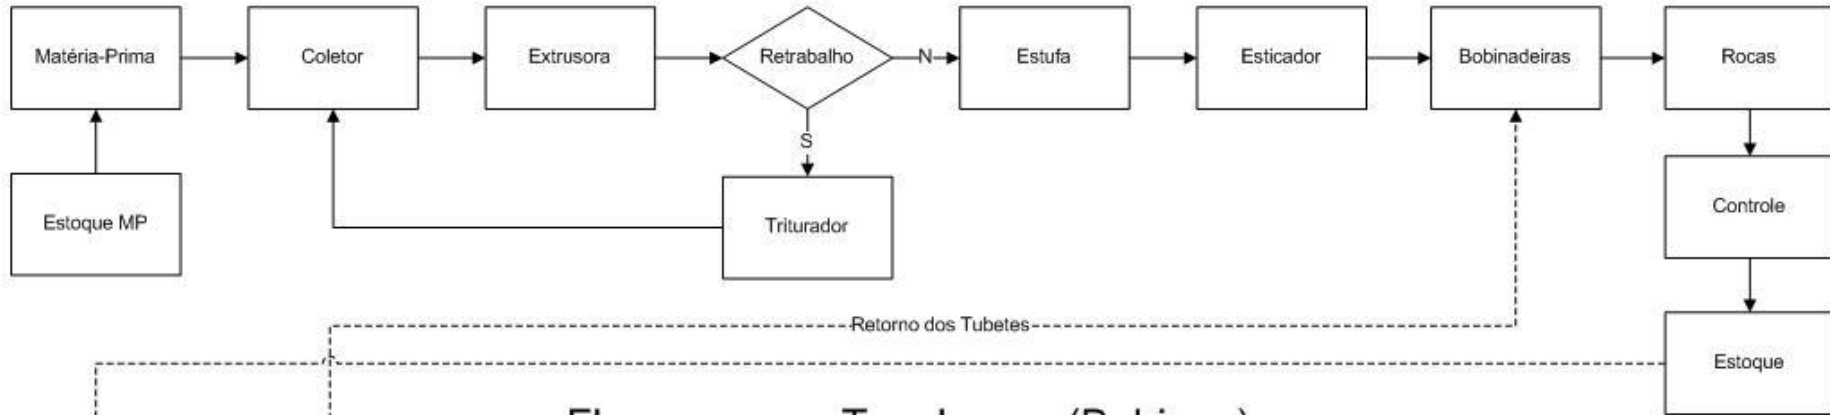 Matéria-Prima
Coletor
Extrusora
Retrabalho
N
Estufa
Esticador
Bobinadeiras
Rocas
S
Estoque MP
Triturador
Controle
Retorno dos Tubetes
Estoque